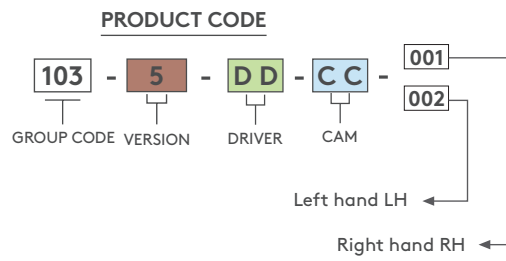 PRODUCT CODE
103 - 5 - D D - C C - 001
002
GROUP CODE VERSION DRIVER CAM
Left hand LH
Right hand RH